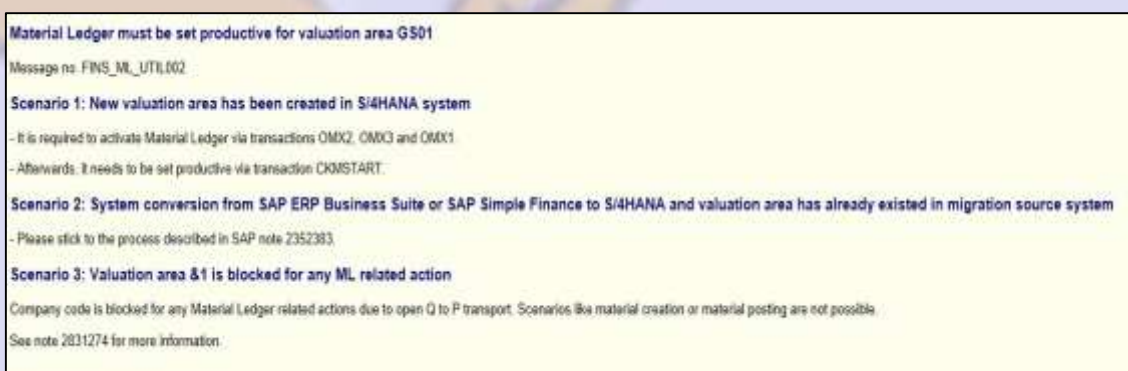 Material Ledger must be set productive for valuation area GS01
Message no. FINS_ML_UTIL002
Scenario 1: New valuation area has been created in S/4HANA system
- It is required to activate Material Ledger via transactions OMX2, OMX3 and OMX1.
- Afterwards, it needs to be set productive via transaction CKMSTART.
Scenario 2: System conversion from SAP ERP Business Suite or SAP Simple Finance to S/4HANA and valuation area has already existed in migration source system
- Please stick to the process described in SAP note 2352383.
Scenario 3: Valuation area &1 is blocked for any ML related action
Company code is blocked for any Material Ledger related actions due to open Q to P transport. Scenarios like material creation or material posting are not possible.
See note 2831274 for more information.